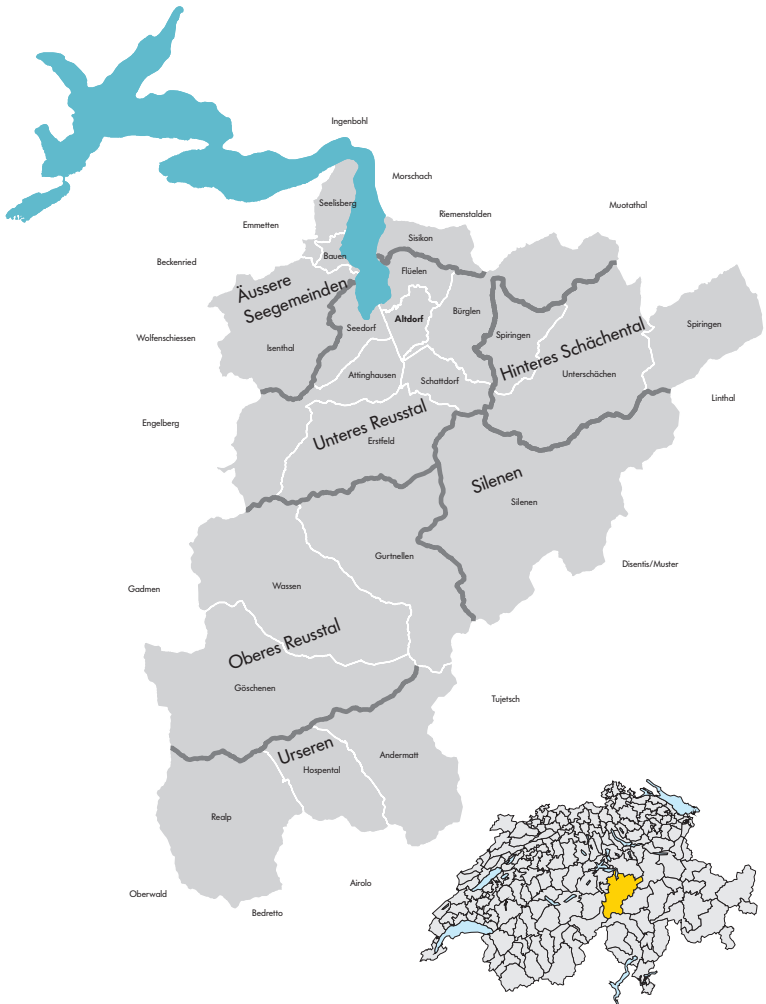 Ingenbohl
Morschach
Seelisberg
Muotathal
Riemenstalden
Emmetten
Sisikon
Bauen
Beckenried
Flüelen
Äussere
Seegemeinden
Bürglen
Altdorf
Seedorf
Spiringen
Spiringen
Wolfenschiessen
Isenthal
Hinteres Schächental
Attingshausen
Schattdorf
Unterschächen
Linthal
Engelberg
Unteres Reusstal
Erstfeld
Silenen
Silenen
Gurtnellen
Disentis/Muster
Gadmen
Wassen
Oberes Reusstal
Göschenen
Tujetsch
Urseren
Andermatt
Hospental
Realp
Airolo
Oberwald
Bedretto